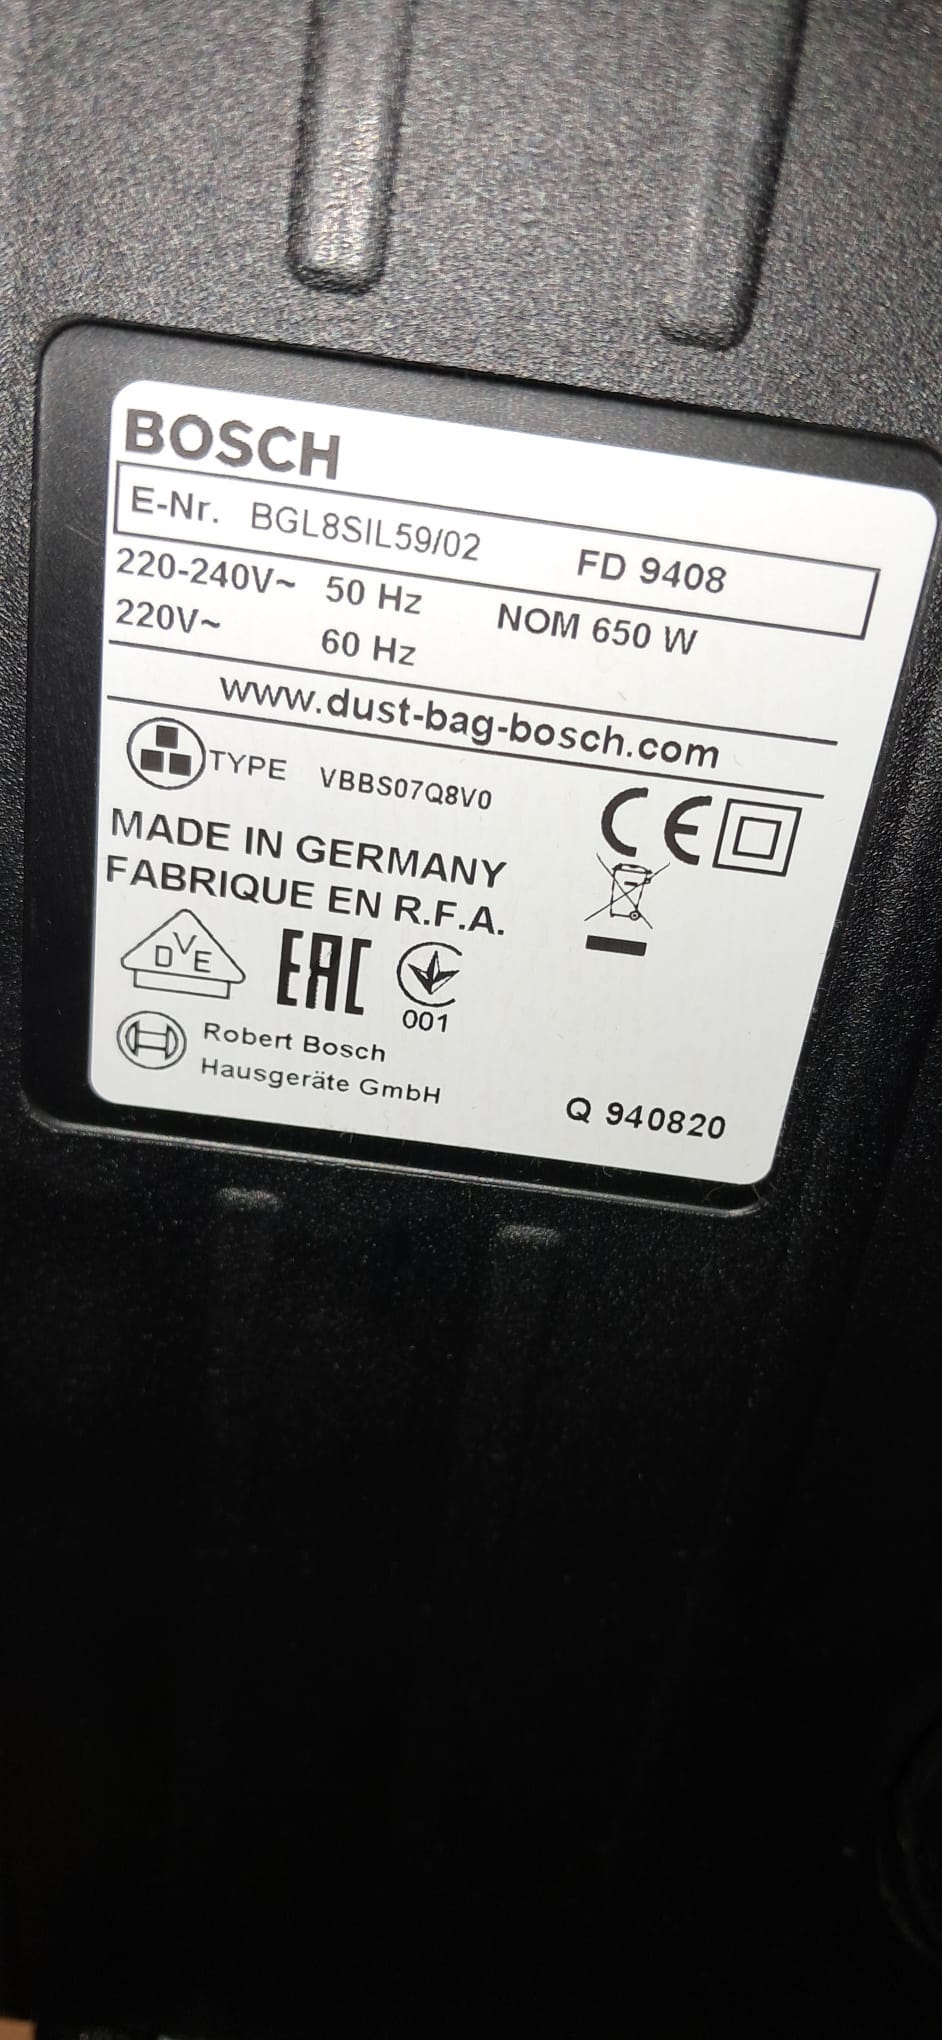 BOSCH
E-Nr. BGL8SIL59/02 FD 9408
220-240V~ 50 Hz NOM 650 W
220V~ 60 Hz
www.dust-bag-bosch.com
TYPE VBBS07Q8V0
CE
MADE IN GERMANY
FABRIQUE EN R.F.A.
DVE EAC
001
Robert Bosch
Hausgeräte GmbH
Q 940820